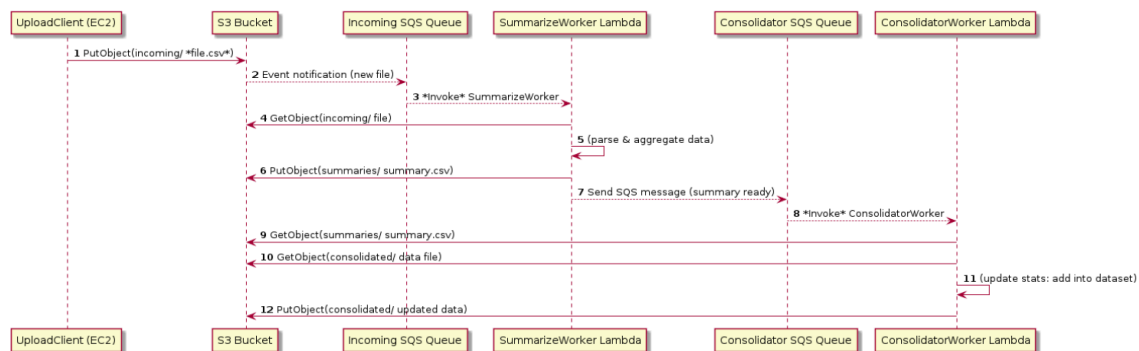 UploadClient (EC2)
S3 Bucket
Incoming SQS Queue
SummarizeWorker Lambda
Consolidator SQS Queue
ConsolidatorWorker Lambda
1 PutObject(incoming/ *file.csv*)
2 Event notification (new file)
3 *Invoke* SummarizeWorker
4 GetObject(incoming/ file)
5 (parse & aggregate data)
6 PutObject(summaries/ summary.csv)
7 Send SQS message (summary ready)
8 *Invoke* ConsolidatorWorker
9 GetObject(summaries/ summary.csv)
10 GetObject(consolidated/ data file)
11 (update stats: add into dataset)
12 PutObject(consolidated/ updated data)
UploadClient (EC2)
S3 Bucket
Incoming SQS Queue
SummarizeWorker Lambda
Consolidator SQS Queue
ConsolidatorWorker Lambda